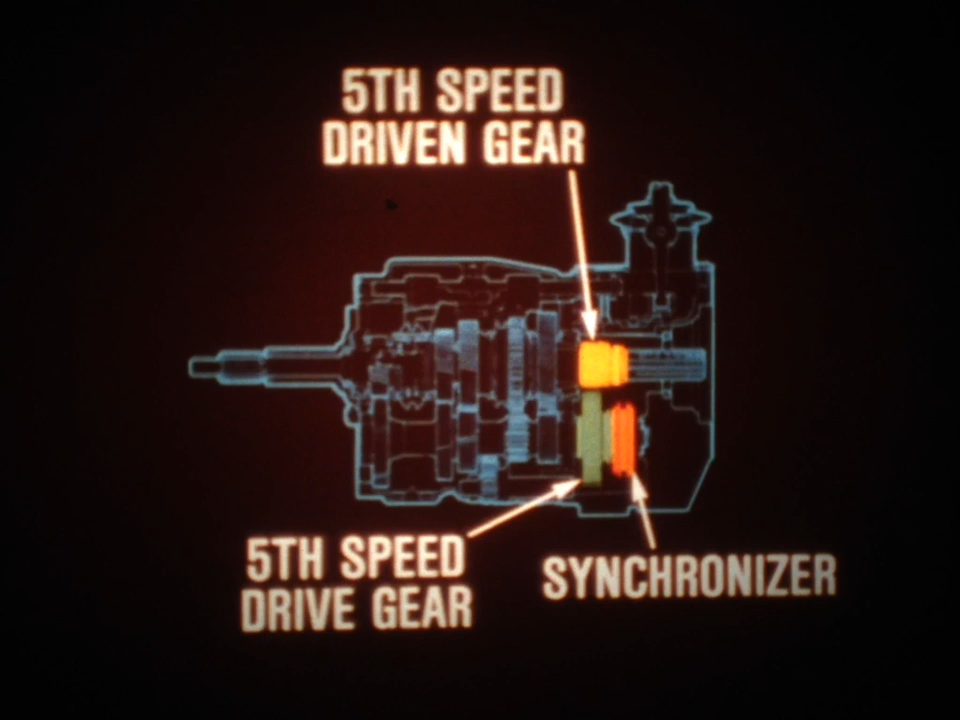 5TH SPEED
DRIVEN GEAR
5TH SPEED
DRIVE GEAR
SYNCHRONIZER